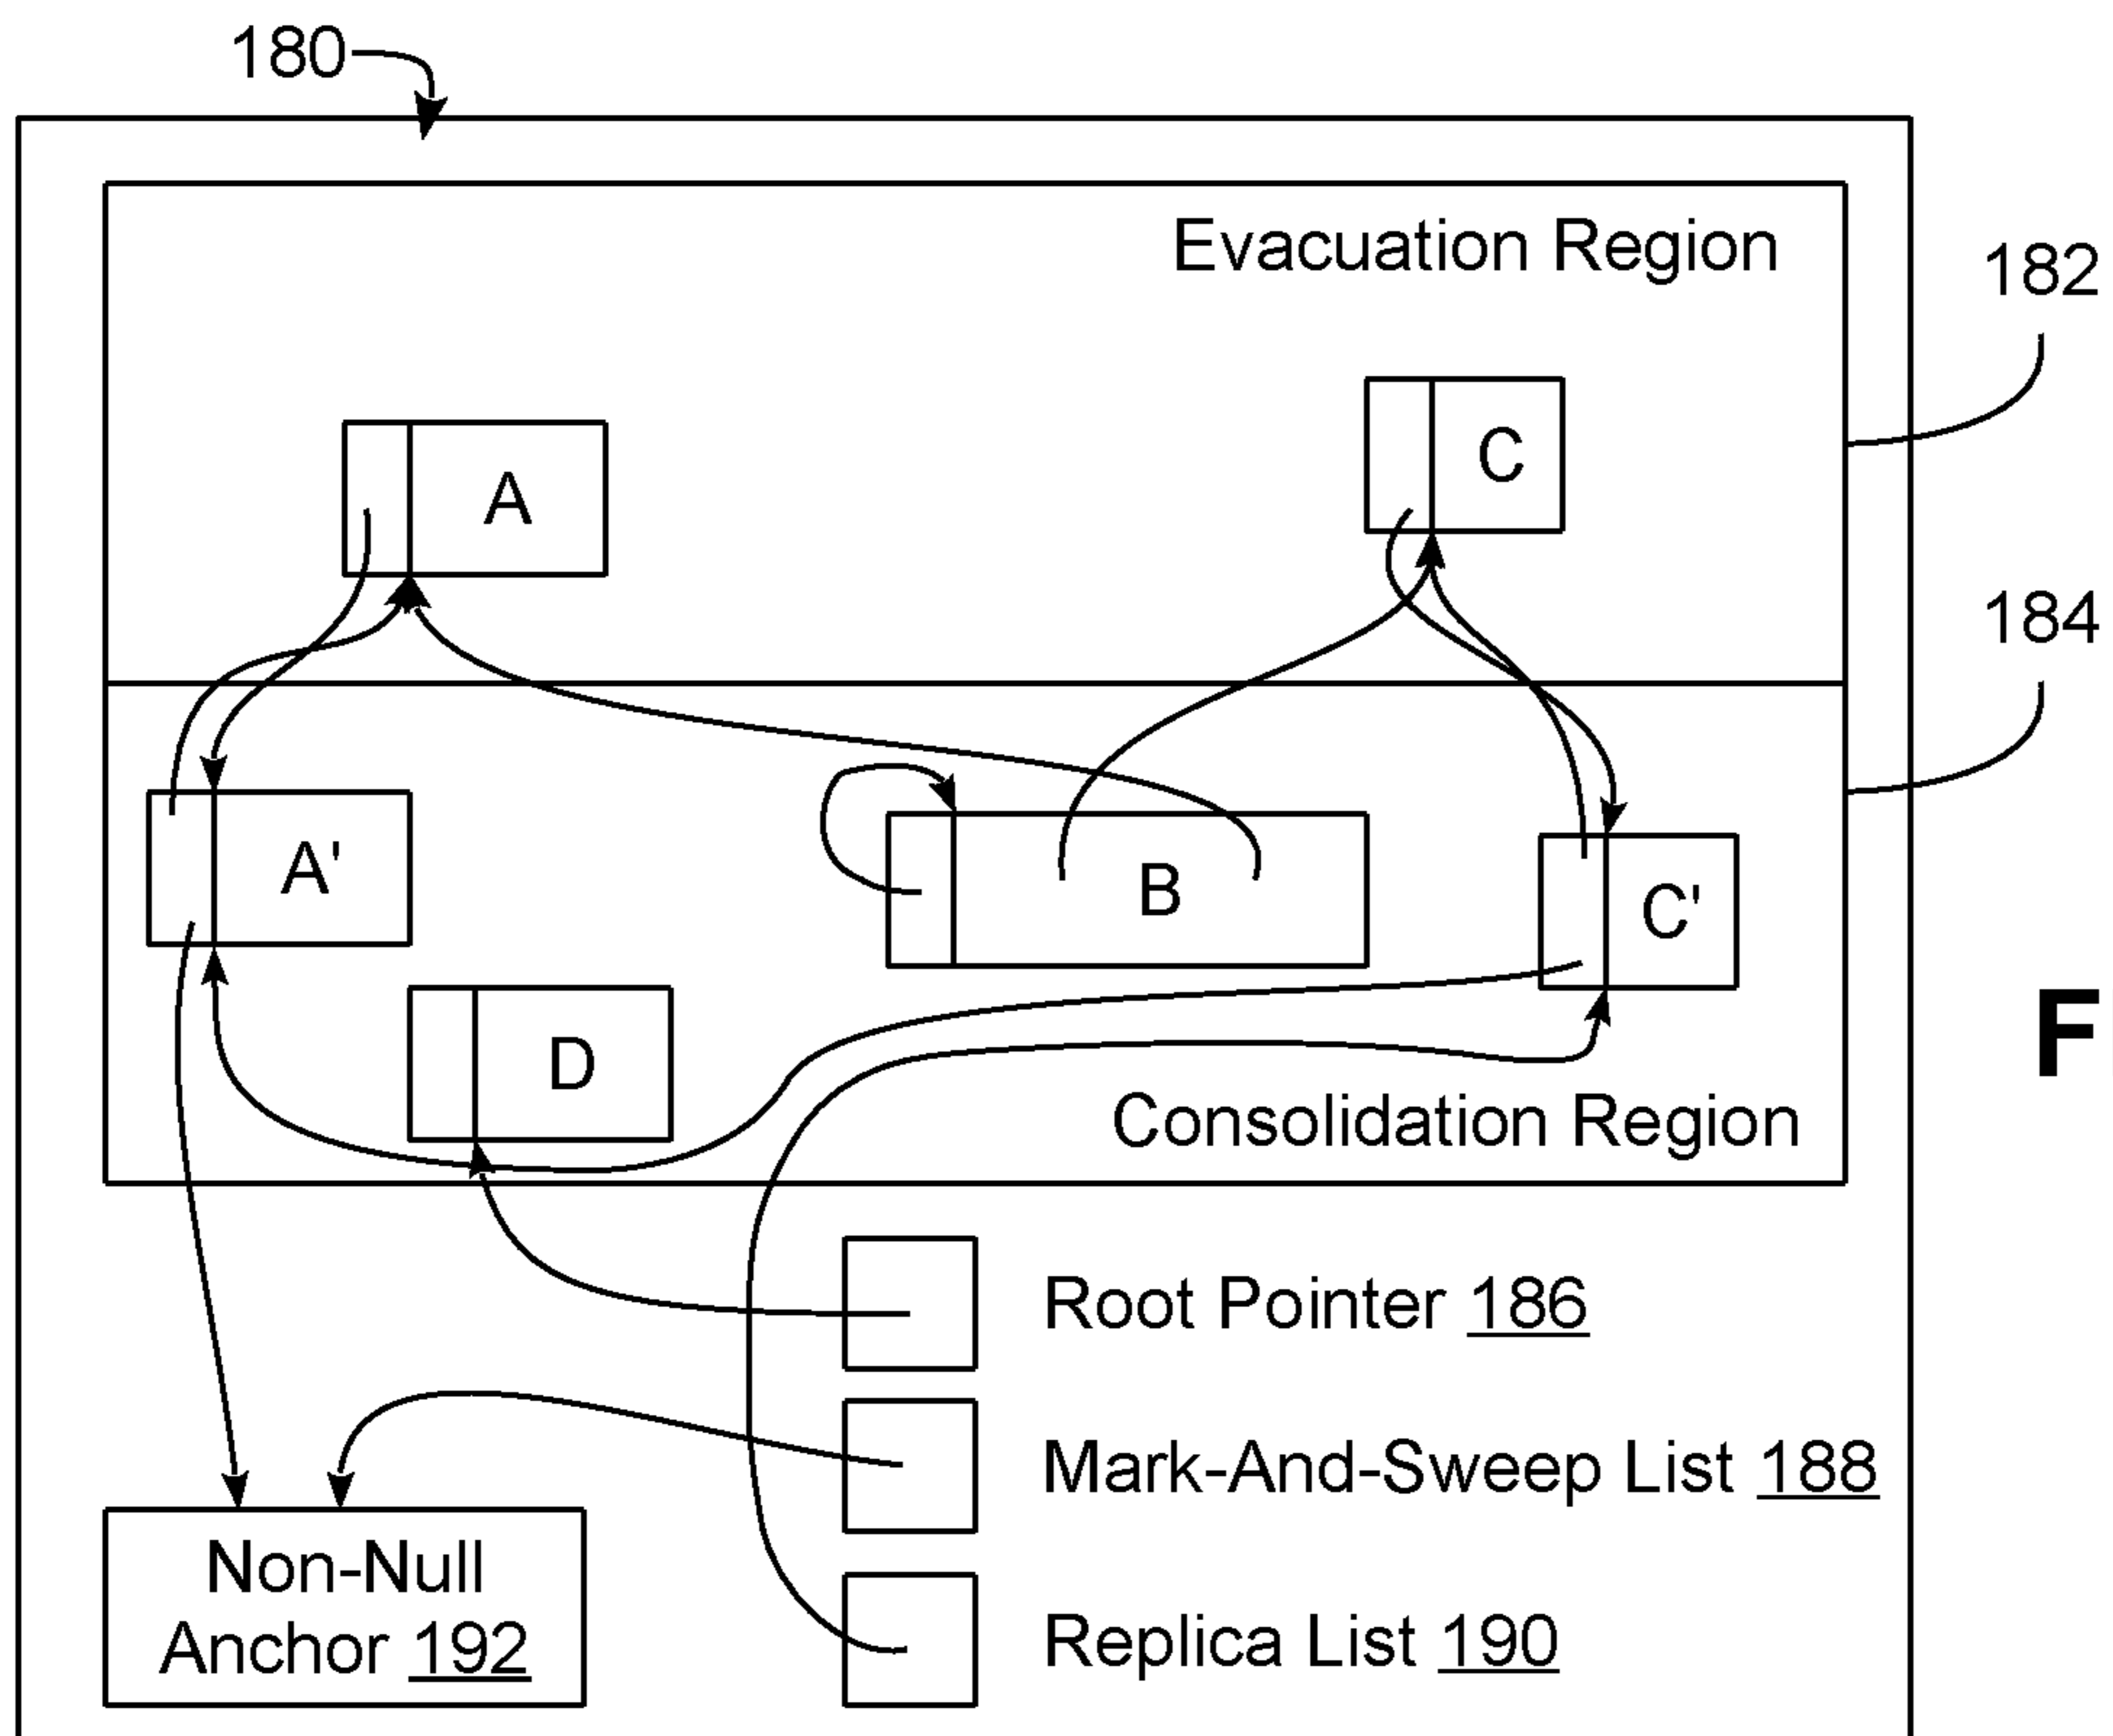 180
Evacuation Region
182
C
A
184
A'
B
C'
D
Consolidation Region
Root Pointer 186
Mark-And-Sweep List 188
Non-Null
Anchor 192
Replica List 190